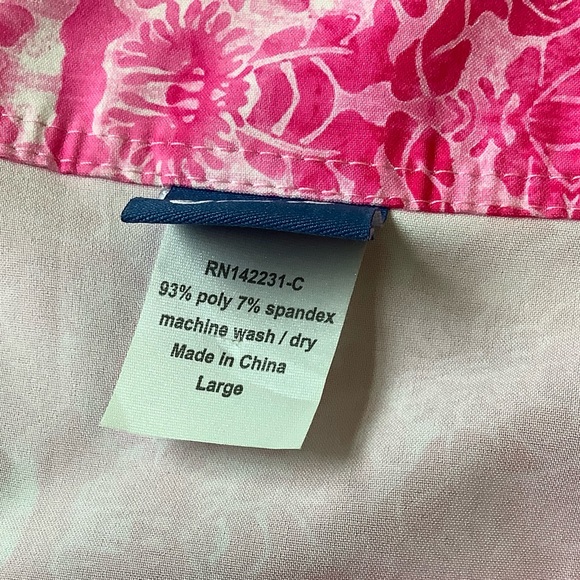 RN142231-C
93% poly 7% spandex
machine wash / dry
Made in China
Large